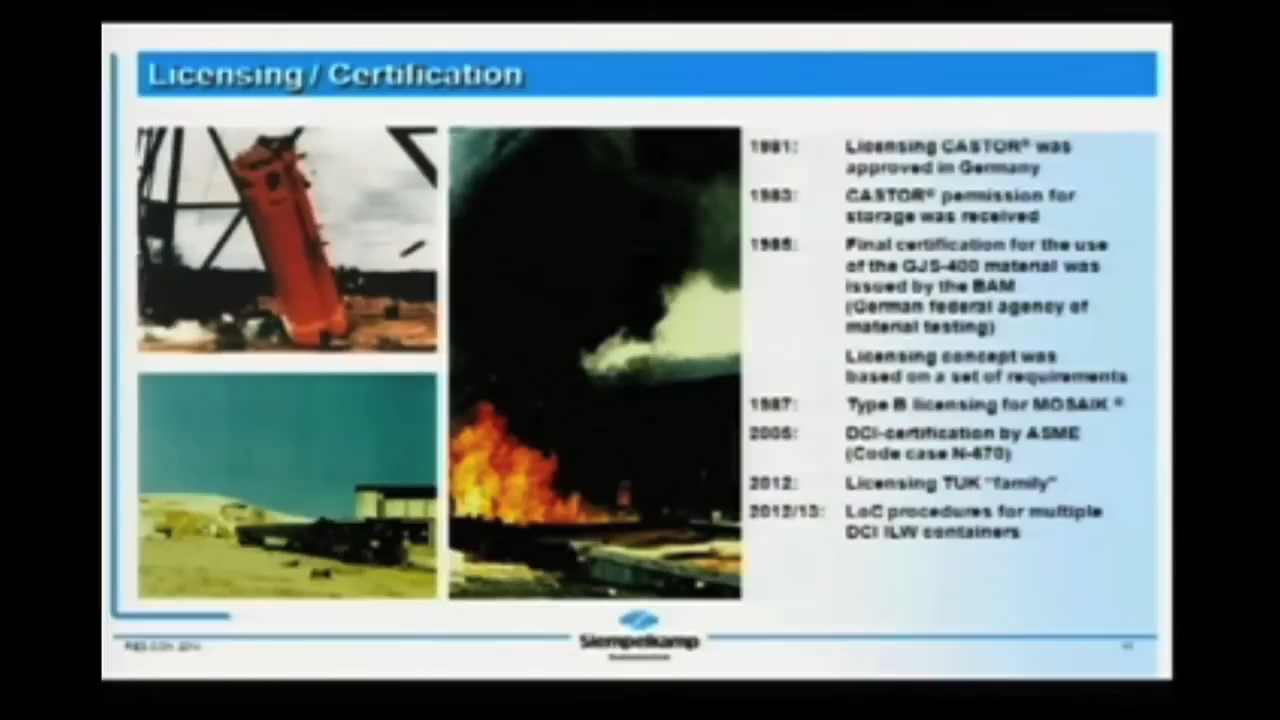 Licensing / Certification
1981: Licensing CASTOR® was
approved in Germany
1983: CASTOR® permission for
storage was received
1985: Final certification for the use
of the GJS-400 material was
issued by the BAM
(German federal agency of
material testing)
Licensing concept was
based on a set of requirements
1987: Type B licensing for MOSAIK ®
2005: DCI-certification by ASME
(Code case N-470)
2012: Licensing TUK "family"
2012/13: LoC procedures for multiple
DCI ILW containers
Siempelkamp